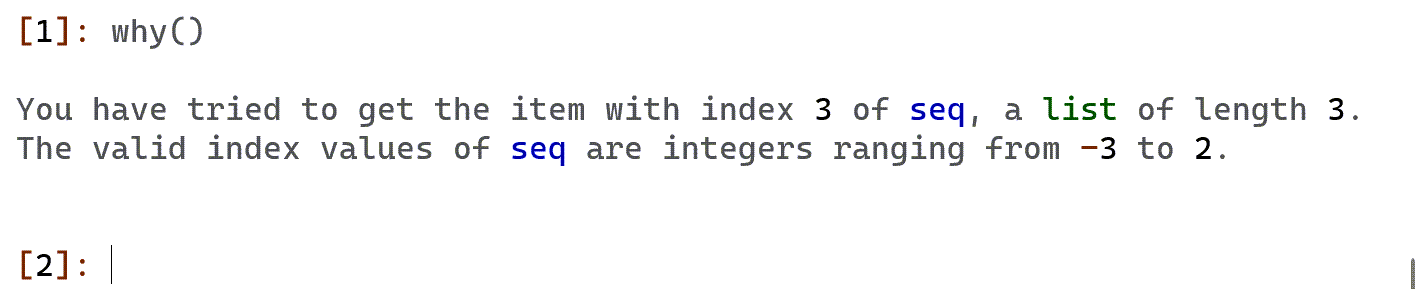 [1]: why()
You have tried to get the item with index 3 of seq, a list of length 3.
The valid index values of seq are integers ranging from -3 to 2.
[2]: